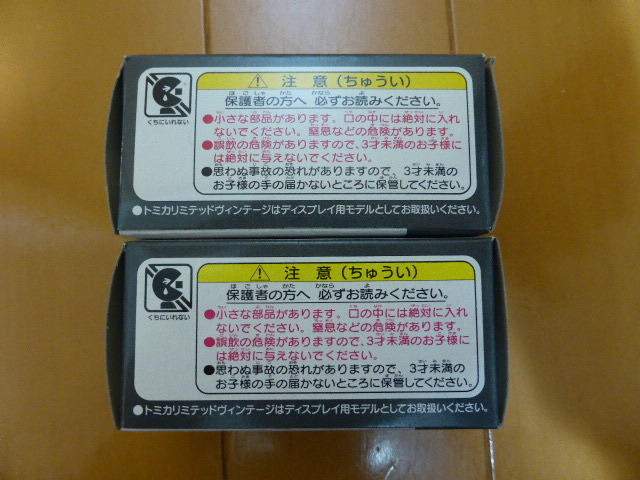 くちにいれない
⚠ 注意(ちゅうい)
保護者の方へ 必ずお読みください。
●小さな部品があります。口の中には絶対に入れ
ないでください。窒息などの危険があります。
●誤飲の危険がありますので、3才未満のお子様に
は絶対に与えないでください。
●思わぬ事故の恐れがありますので、3才未満の
お子様の手の届かないところに保管してください。
●トミカリミテッドヴィンテージはディスプレイ用モデルとしてお取扱いください。
くちにいれない
⚠ 注意(ちゅうい)
保護者の方へ 必ずお読みください。
●小さな部品があります。口の中には絶対に入れ
ないでください。窒息などの危険があります。
●誤飲の危険がありますので、3才未満のお子様に
は絶対に与えないでください。
●思わぬ事故の恐れがありますので、3才未満の
お子様の手の届かないところに保管してください。
●トミカリミテッドヴィンテージはディスプレイ用モデルとしてお取扱いください。